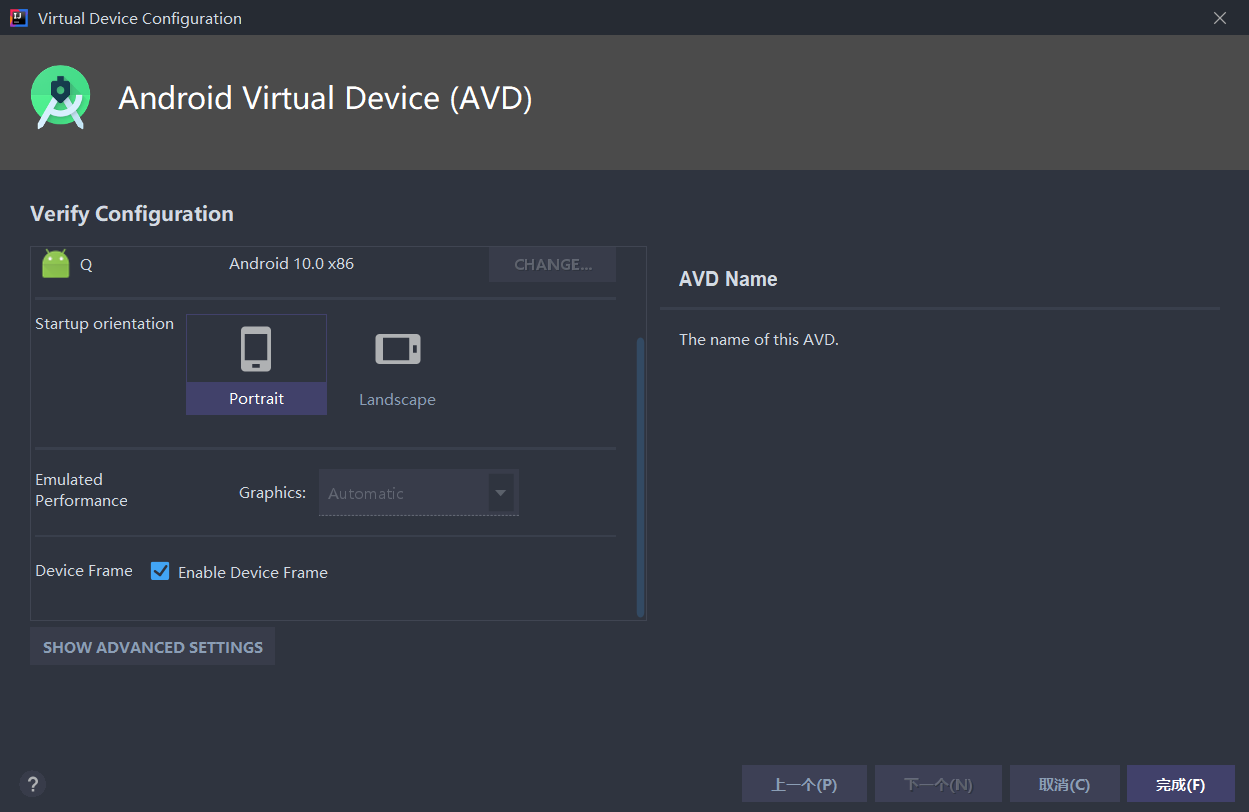 Virtual Device Configuration
Android Virtual Device (AVD)
Verify Configuration
Q Android 10.0 x86 CHANGE...
Startup orientation
Portrait
Landscape
Emulated
Performance
Graphics: Automatic
Device Frame Enable Device Frame
SHOW ADVANCED SETTINGS
AVD Name
The name of this AVD.
?
上一个(P) 下一个(N) 取消(C) 完成(F)